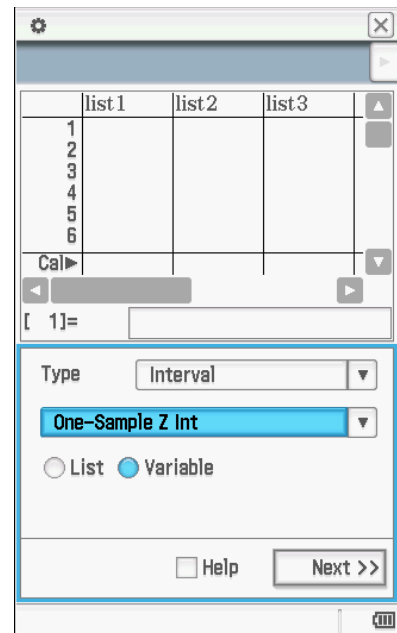 list1 list2 list3
1
2
3
4
5
6
Cal▶
[ 1]=
Type Interval
One-Sample Z Int
List Variable
Help Next >>